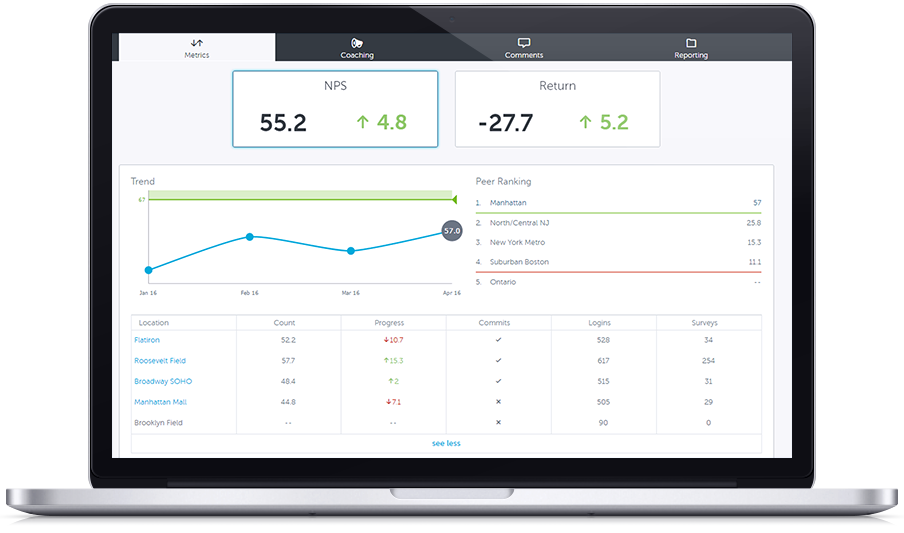 Metrics Coaching Comments Reporting
NPS Return
55.2 ↑ 4.8 -27.7 ↑ 5.2
Trend
67
57.0
Jan 16 Feb 16 Mar 16 Apr 16
Peer Ranking
1. Manhattan 57
2. North/Central NJ 25.8
3. New York Metro 15.3
4. Suburban Boston 11.1
5. Ontario --
Location Count Progress Commits Logins Surveys
Flatiron 52.2 ↓10.7 ✓ 528 34
Roosevelt Field 57.7 ↑15.3 ✓ 617 254
Broadway SOHO 48.4 ↑2 ✓ 515 31
Manhattan Mall 44.8 ↓7.1 × 505 29
Brooklyn Field -- -- × 90 0
see less